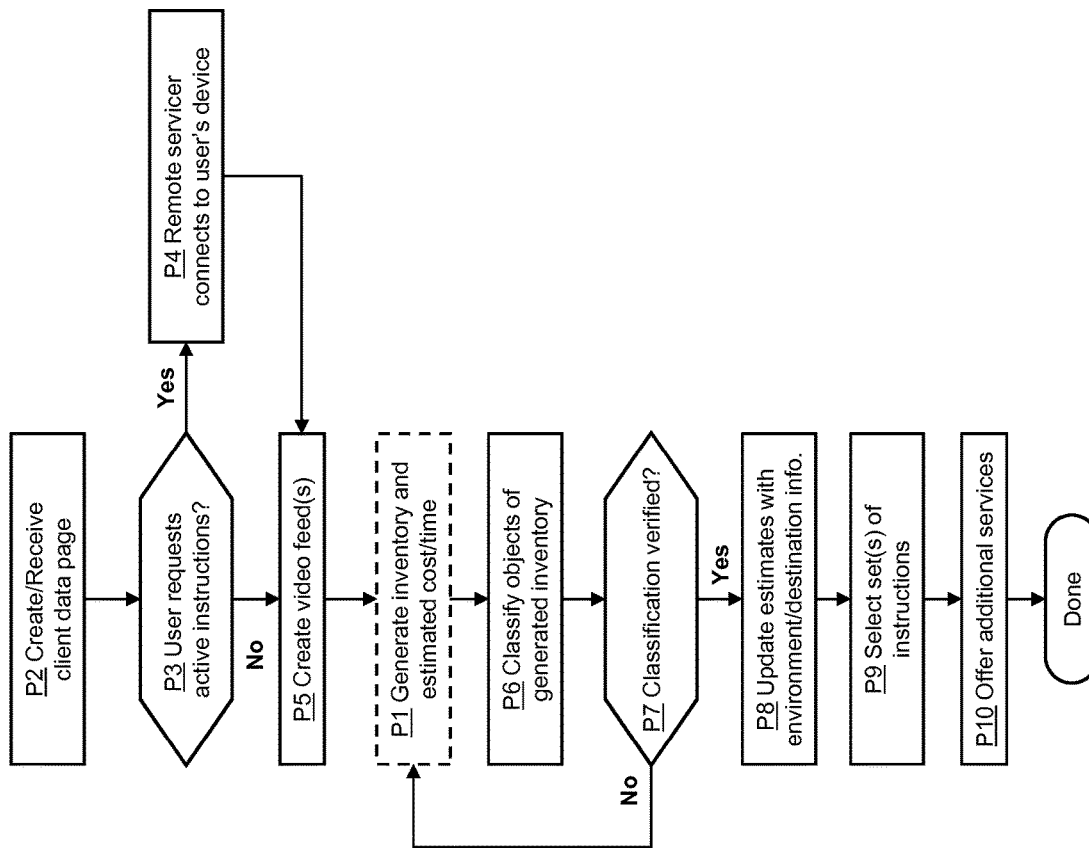 P2 Create/Receive
client data page
P3 User requests
active instructions?
Yes
P4 Remote servicer
connects to user's device
No
P5 Create video feed(s)
P1 Generate inventory and
estimated cost/time
P6 Classify objects of
generated inventory
P7 Classification verified?
No
Yes
P8 Update estimates with
environment/destination info.
P9 Select set(s) of
instructions
P10 Offer additional services
Done